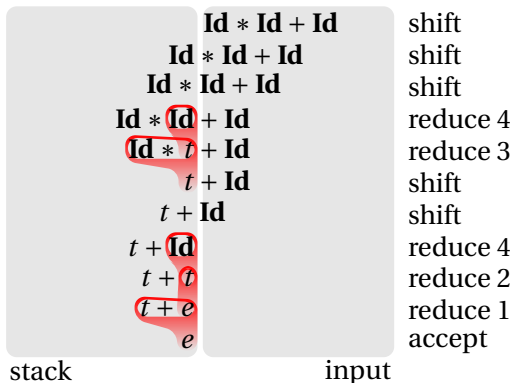 Id ∗ Id + Id shift
Id ∗ Id + Id shift
Id ∗ Id + Id shift
Id ∗ Id + Id reduce 4
Id ∗ t + Id reduce 3
t + Id shift
t + Id shift
t + Id reduce 4
t + t reduce 2
t + e reduce 1
e accept
stack input